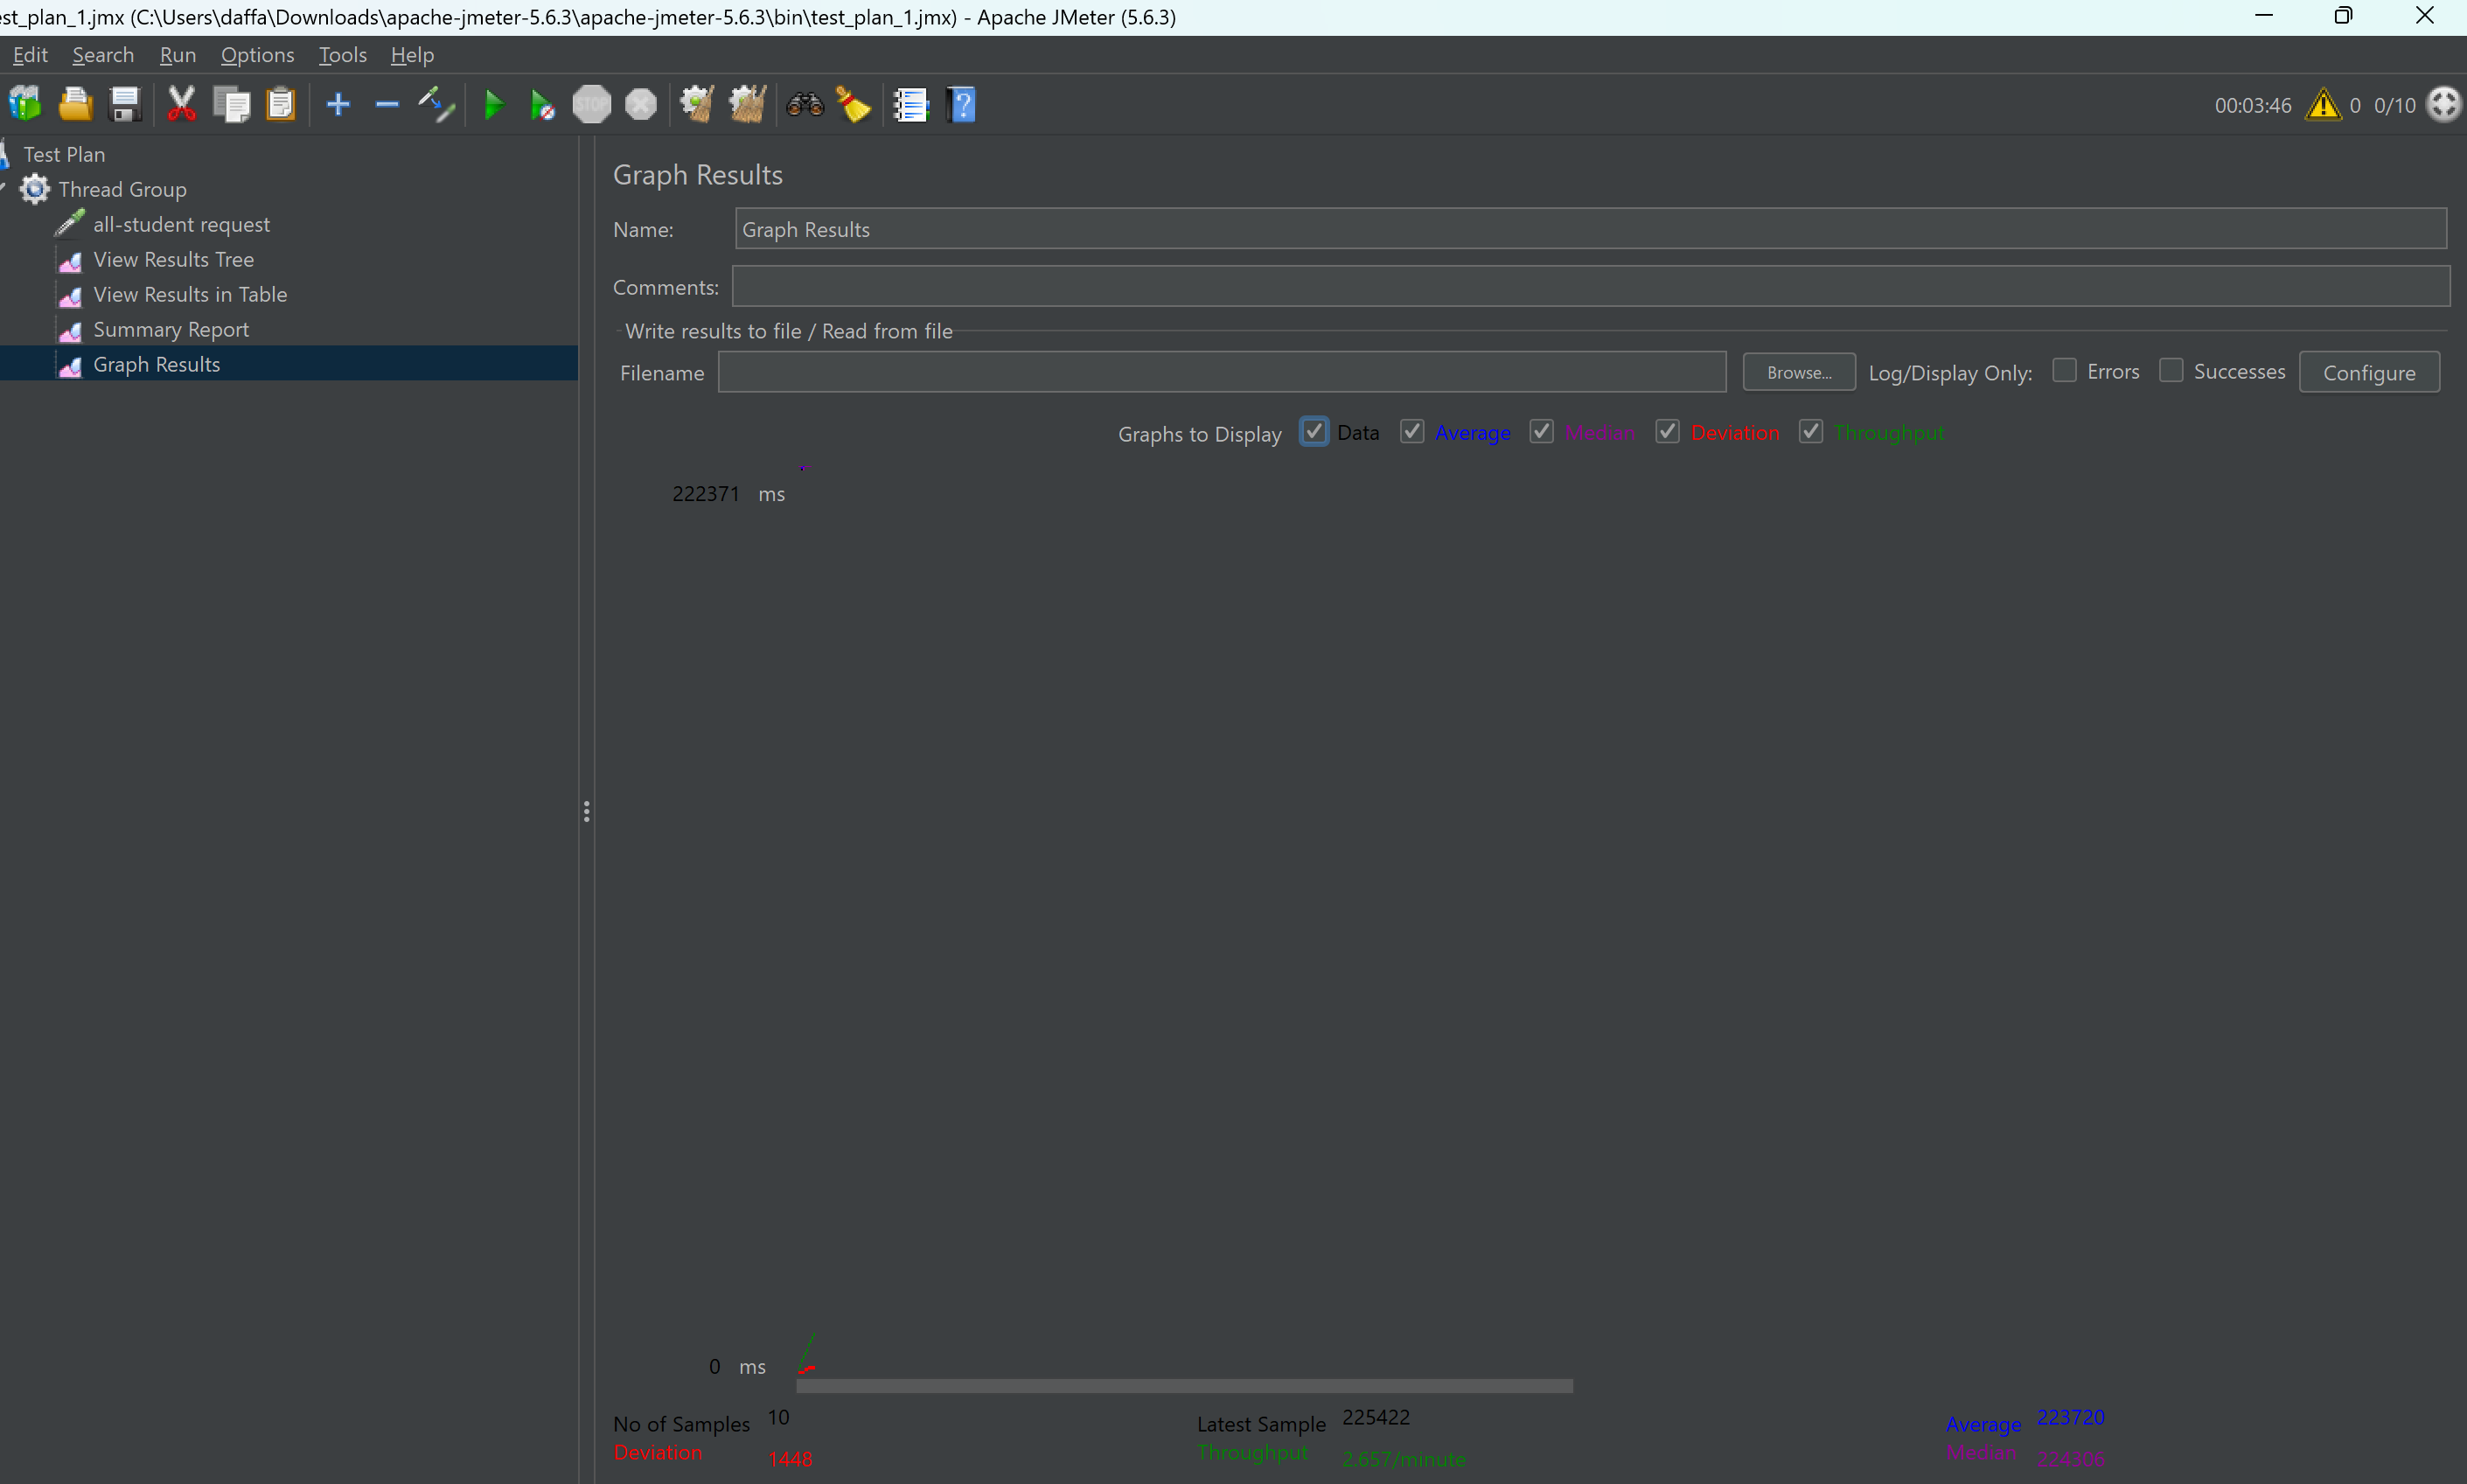 est_plan_1.jmx (C:\Users\daffa\Downloads\apache-jmeter-5.6.3\apache-jmeter-5.6.3\bin\test_plan_1.jmx) - Apache JMeter (5.6.3)
Edit Search Run Options Tools Help
STOP 00:03:46 0 0/10
Test Plan
Thread Group
all-student request
View Results Tree
View Results in Table
Summary Report
Graph Results
Graph Results
Name: Graph Results
Comments:
Write results to file / Read from file
Filename Browse... Log/Display Only: Errors Successes Configure
Graphs to Display Data Average Median Deviation Throughput
222371 ms
0 ms
No of Samples 10 Latest Sample 225422 Average 223720
Deviation 1448 Throughput 2.657/minute Median 224306